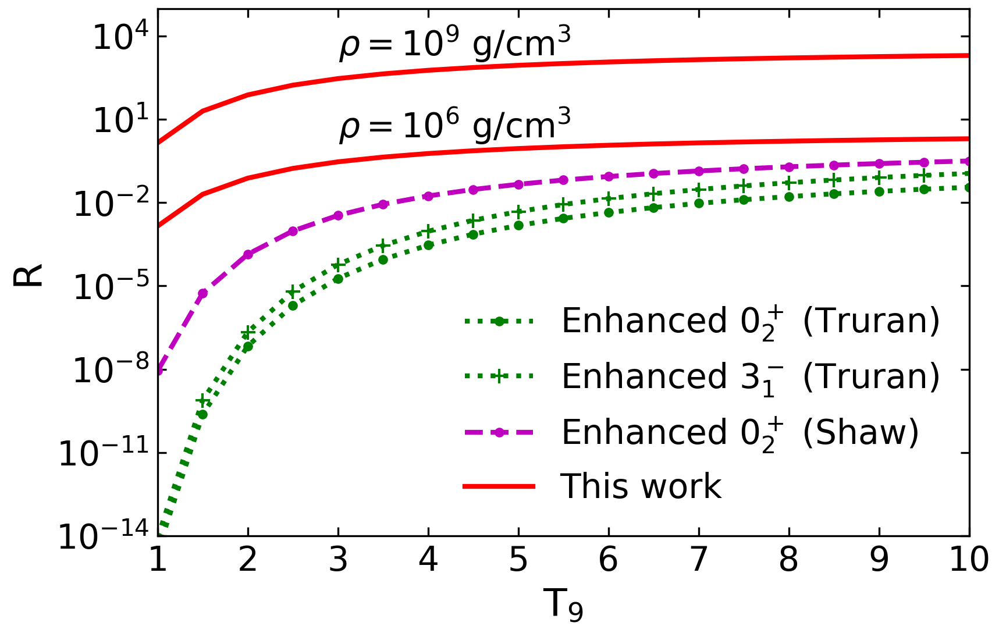 10⁴
10¹
10⁻²
10⁻⁵
10⁻⁸
10⁻¹¹
10⁻¹⁴
R
ρ = 10⁹ g/cm³
ρ = 10⁶ g/cm³
Enhanced 0₂⁺ (Truran)
Enhanced 3₁⁻ (Truran)
Enhanced 0₂⁺ (Shaw)
This work
1 2 3 4 5 6 7 8 9 10
T₉